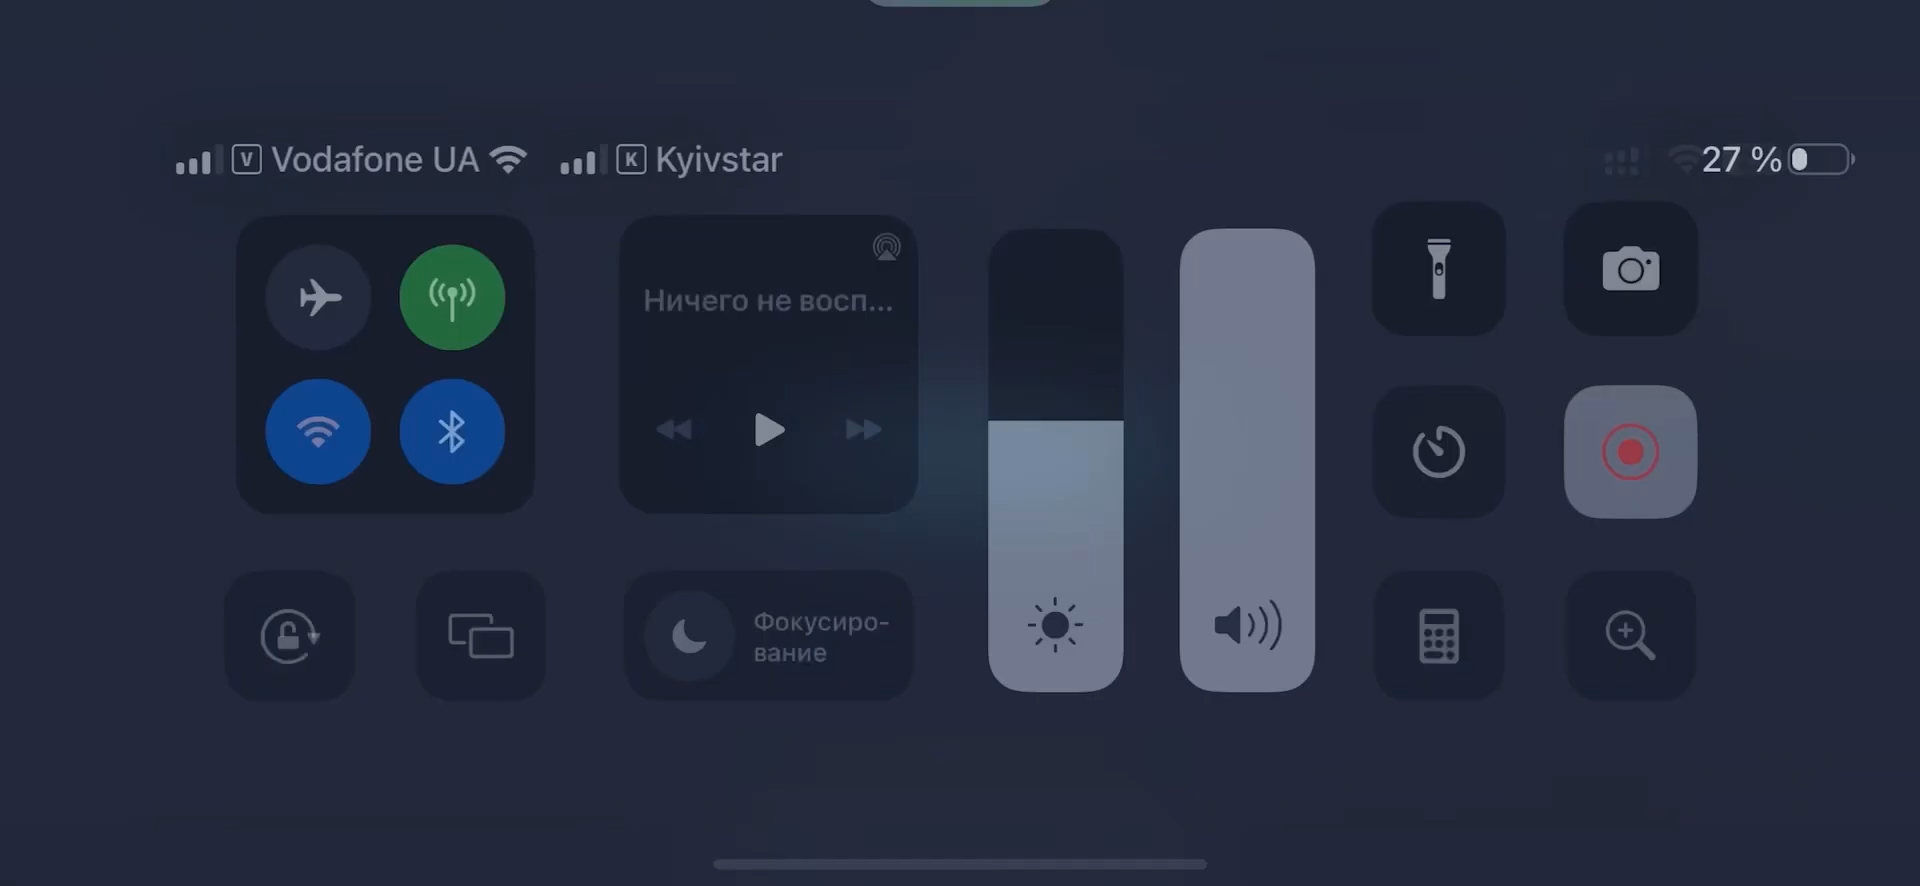 V Vodafone UA K Kyivstar 27 %
Ничего не восп...
Фокусиро-
вание